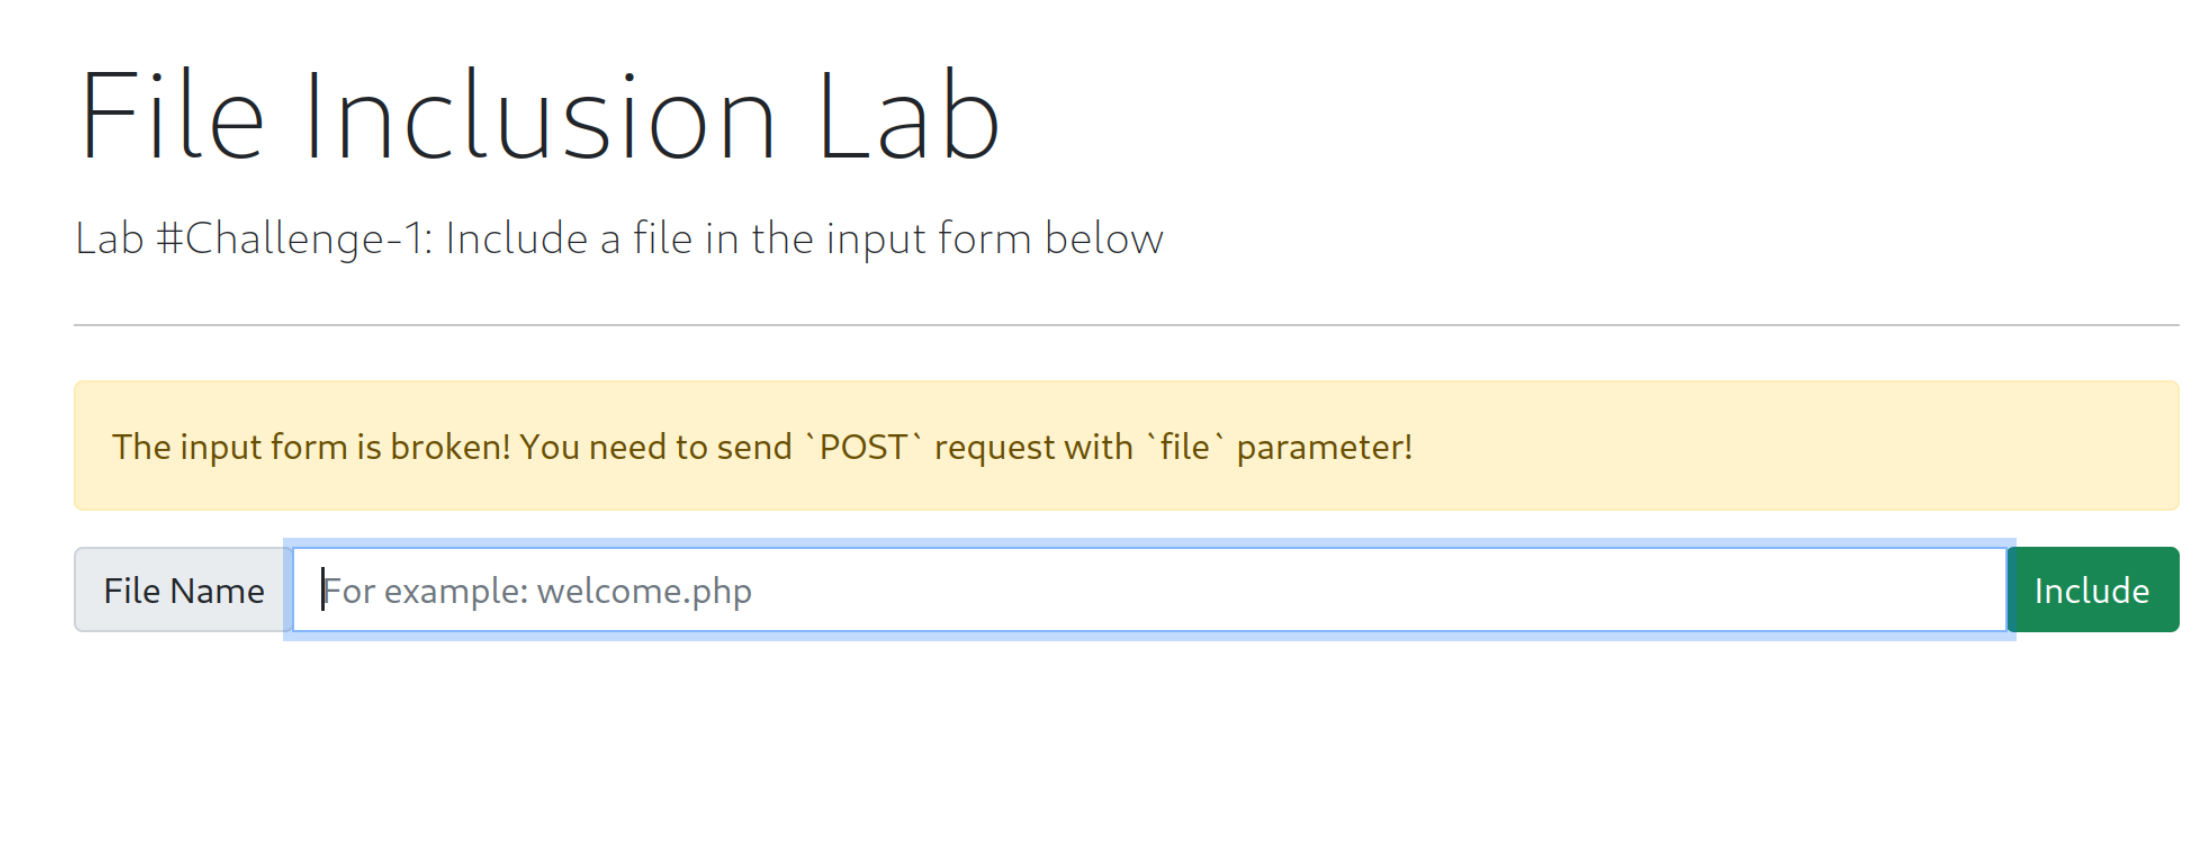 File Inclusion Lab
Lab #Challenge-1: Include a file in the input form below
The input form is broken! You need to send `POST` request with `file` parameter!
File Name For example: welcome.php Include